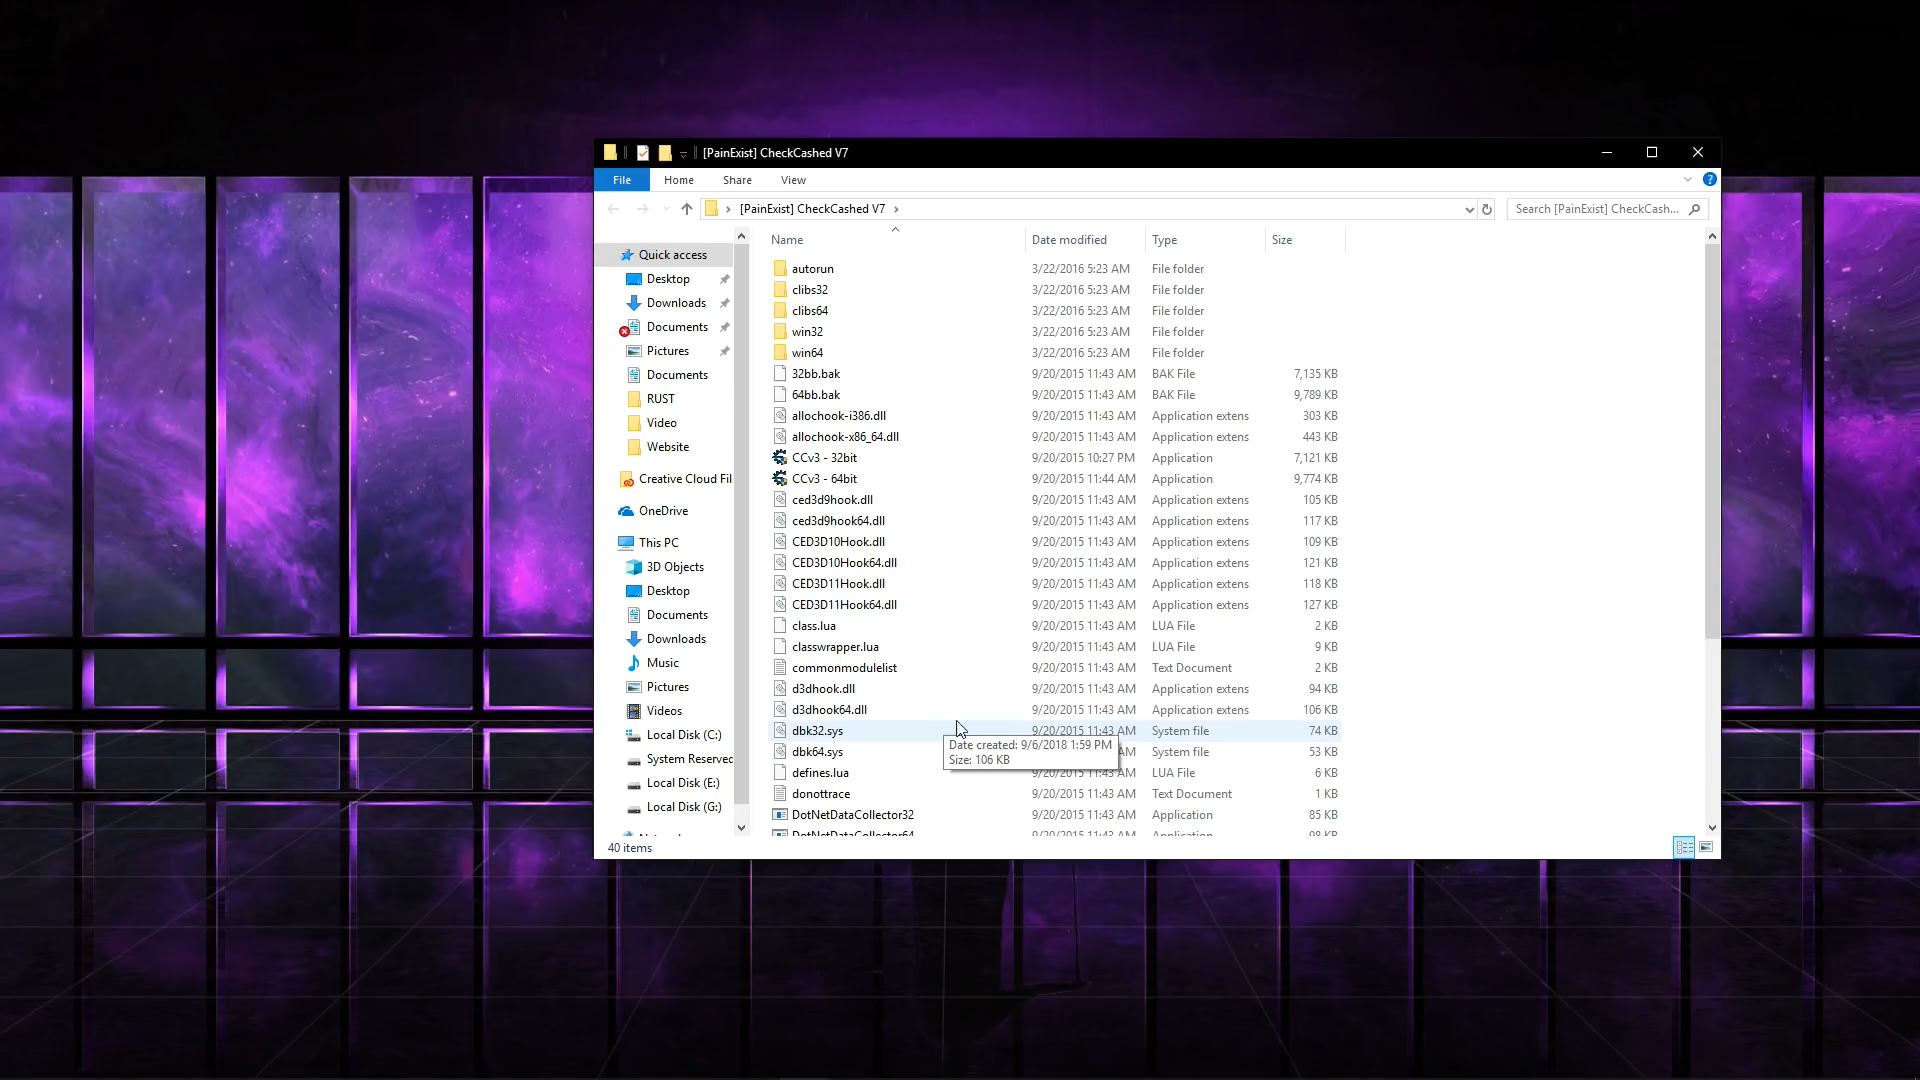 [PainExist] CheckCashed V7
File Home Share View
[PainExist] CheckCashed V7
Search [PainExist] CheckCash...
Quick access
Desktop
Downloads
Documents
Pictures
Documents
RUST
Video
Website
Creative Cloud Fil
OneDrive
This PC
3D Objects
Desktop
Documents
Downloads
Music
Pictures
Videos
Local Disk (C:)
System Reserved
Local Disk (E:)
Local Disk (G:)
Name Date modified Type Size
autorun 3/22/2016 5:23 AM File folder
clibs32 3/22/2016 5:23 AM File folder
clibs64 3/22/2016 5:23 AM File folder
win32 3/22/2016 5:23 AM File folder
win64 3/22/2016 5:23 AM File folder
32bb.bak 9/20/2015 11:43 AM BAK File 7,135 KB
64bb.bak 9/20/2015 11:43 AM BAK File 9,789 KB
allochook-i386.dll 9/20/2015 11:43 AM Application extens 303 KB
allochook-x86_64.dll 9/20/2015 11:43 AM Application extens 443 KB
CCv3 - 32bit 9/20/2015 10:27 PM Application 7,121 KB
CCv3 - 64bit 9/20/2015 11:44 AM Application 9,774 KB
ced3d9hook.dll 9/20/2015 11:43 AM Application extens 105 KB
ced3d9hook64.dll 9/20/2015 11:43 AM Application extens 117 KB
CED3D10Hook.dll 9/20/2015 11:43 AM Application extens 109 KB
CED3D10Hook64.dll 9/20/2015 11:43 AM Application extens 121 KB
CED3D11Hook.dll 9/20/2015 11:43 AM Application extens 118 KB
CED3D11Hook64.dll 9/20/2015 11:43 AM Application extens 127 KB
class.lua 9/20/2015 11:43 AM LUA File 2 KB
classwrapper.lua 9/20/2015 11:43 AM LUA File 9 KB
commonmodulelist 9/20/2015 11:43 AM Text Document 2 KB
d3dhook.dll 9/20/2015 11:43 AM Application extens 94 KB
d3dhook64.dll 9/20/2015 11:43 AM Application extens 106 KB
dbk32.sys 9/20/2015 11:43 AM System file 74 KB
Date created: 9/6/2018 1:59 PM
Size: 106 KB
dbk64.sys AM System file 53 KB
defines.lua 9/20/2015 11:43 AM LUA File 6 KB
donottrace 9/20/2015 11:43 AM Text Document 1 KB
DotNetDataCollector32 9/20/2015 11:43 AM Application 85 KB
DotNetDataCollector64 9/20/2015 11:43 AM Application 98 KB
40 items